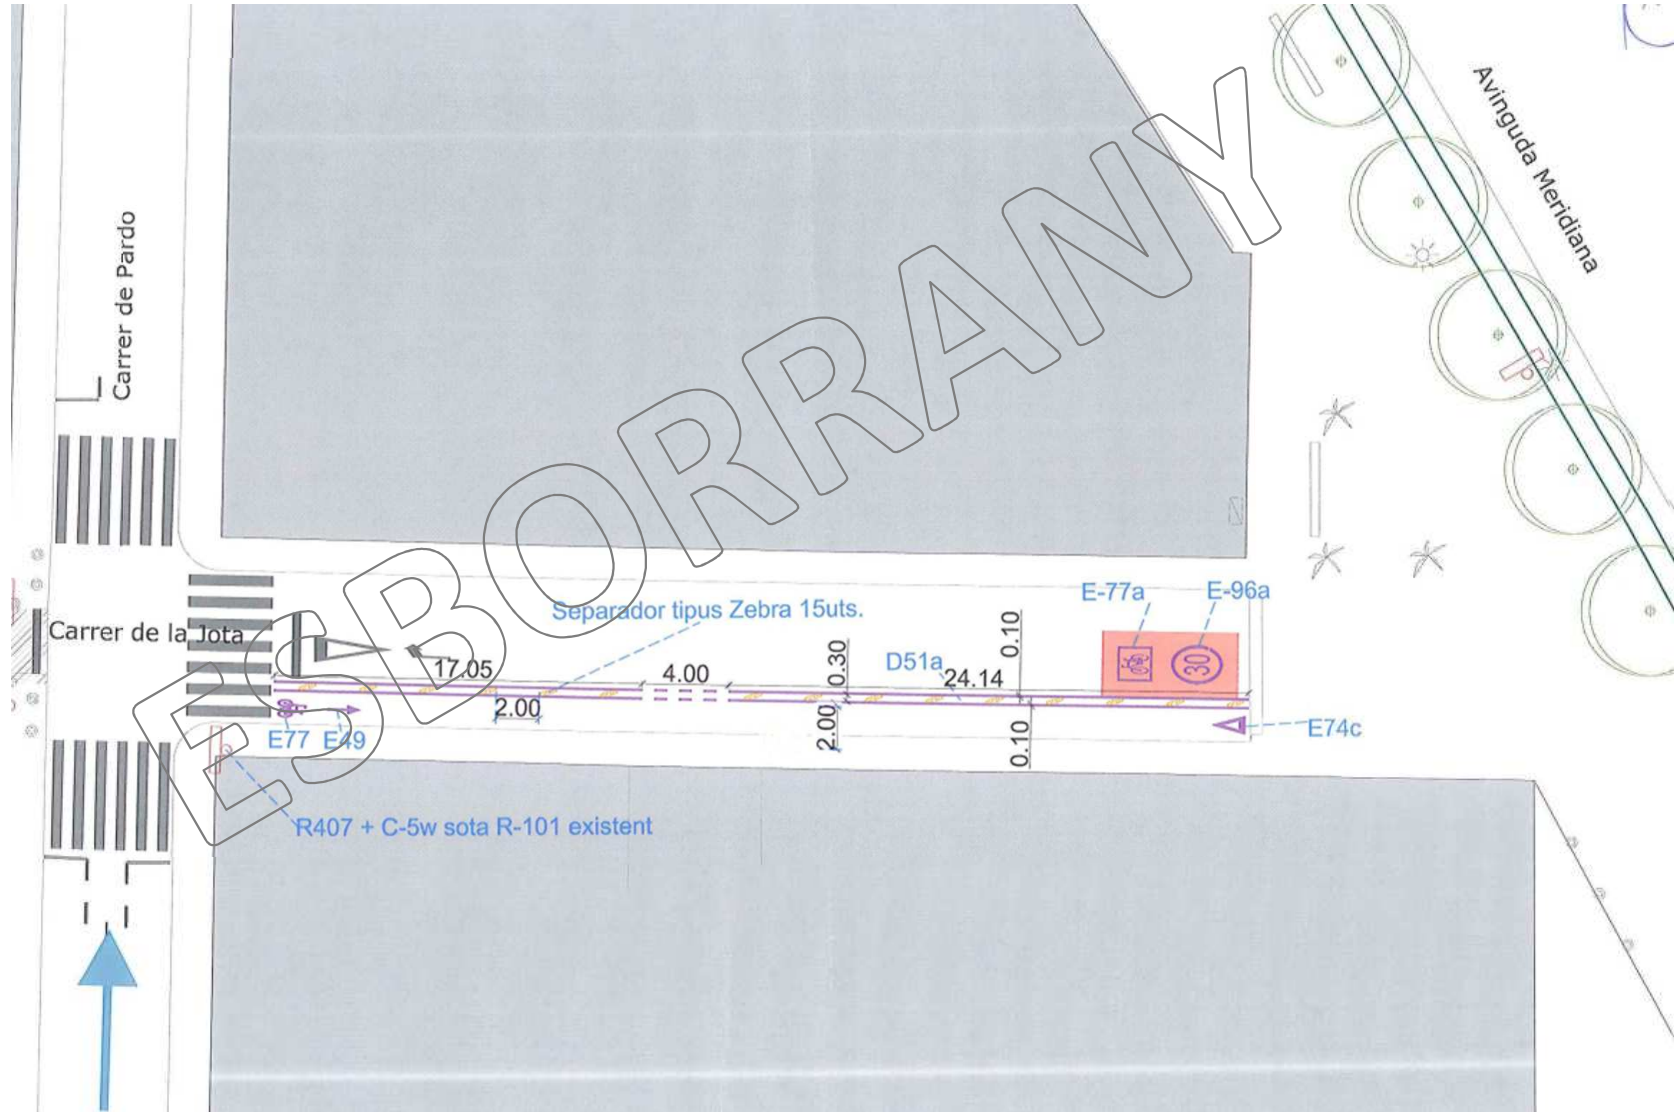 Avinguda Meridiana
Carrer de Pardo
ESBORRANY
E-77a
E-96a
Separador tipus Zebra 15uts.
Carrer de la Jota
0.10
0.30
D51a
30
17.05
4.00
24.14
2.00
2.00
0.10
E77
E49
E74c
R407 + C-5w sota R-101 existent